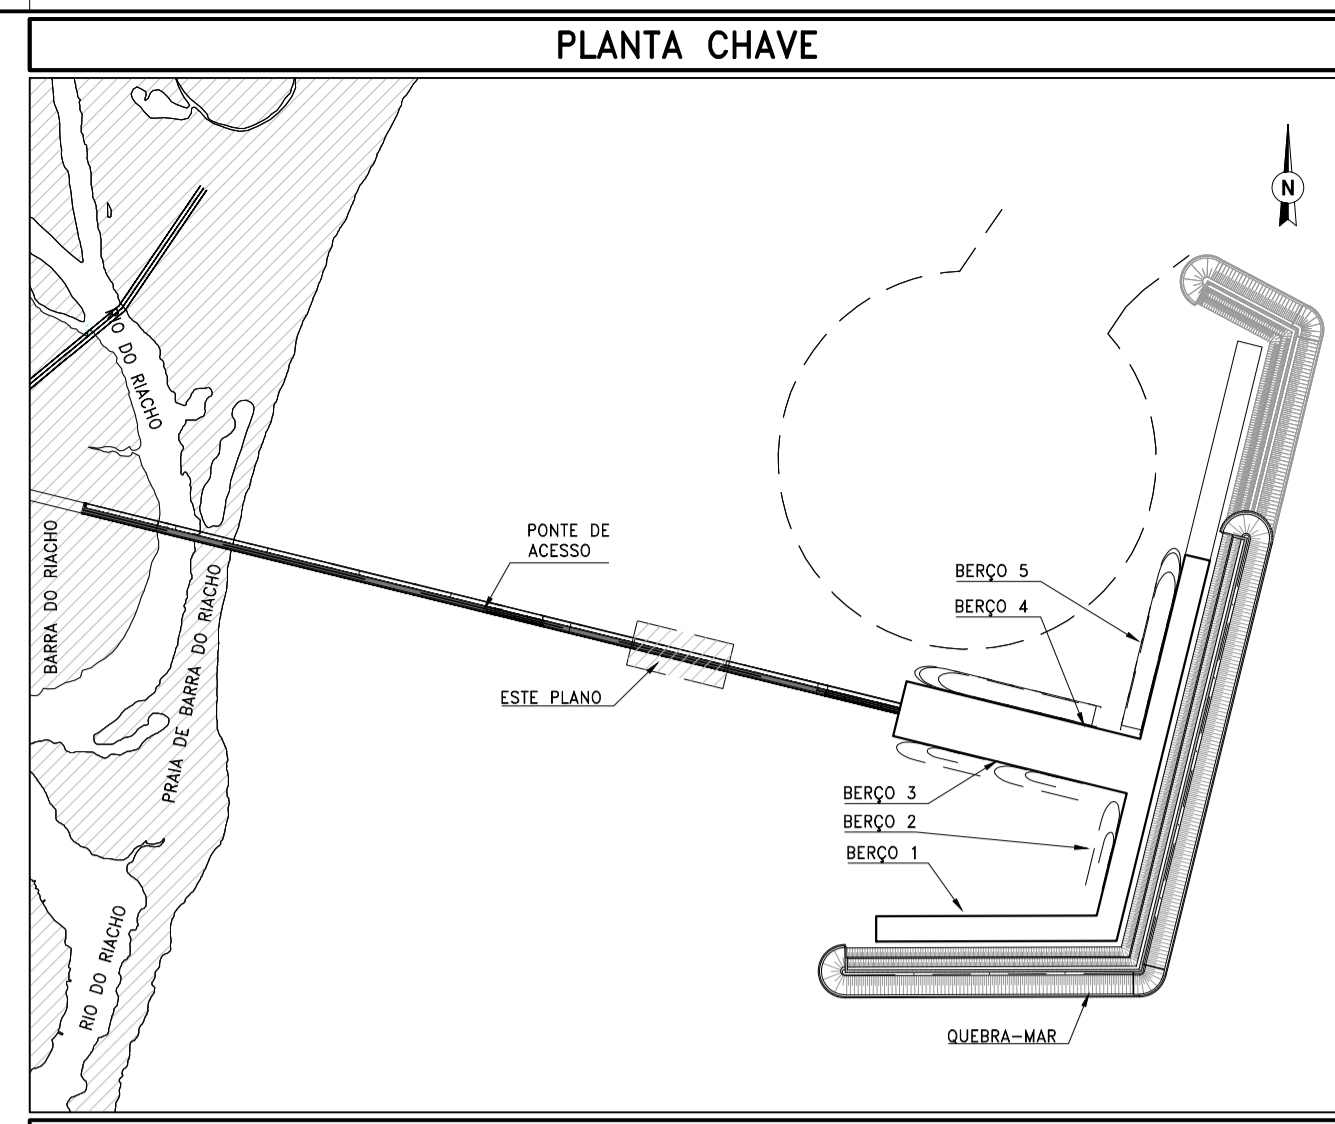 PLANTA CHAVE
N
O DO RIACHO
BARRA DO RIACHO
PRAIA DE BARRA DO RIACHO
RIO DO RIACHO
PONTE DE
ACESSO
ESTE PLANO
BERÇO 5
BERÇO 4
BERÇO 3
BERÇO 2
BERÇO 1
QUEBRA-MAR